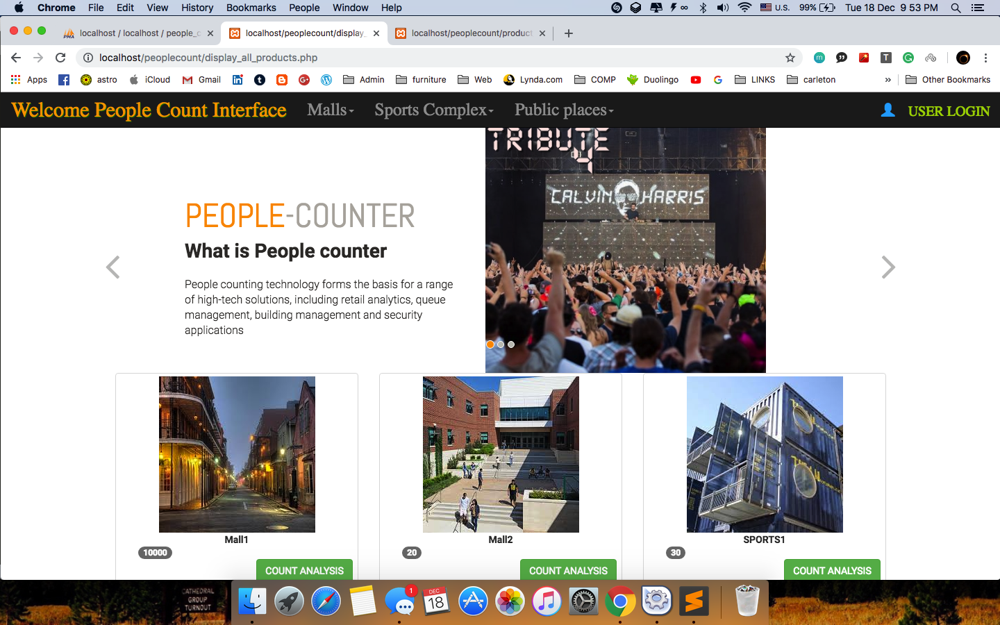 Chrome File Edit View History Bookmarks People Window Help U.S. 99% Tue 18 Dec 9 53 PM
localhost / localhost / people_c localhost/peoplecount/display_ localhost/peoplecount/product
localhost/peoplecount/display_all_products.php
Apps astro iCloud Gmail Admin furniture Web Lynda.com COMP Duolingo LINKS carleton » Other Bookmarks
Welcome People Count Interface Malls Sports Complex Public places USER LOGIN
TRIBUTE
4
CALVIN HARRIS
PEOPLE-COUNTER
What is People counter
People counting technology forms the basis for a range
of high-tech solutions, including retail analytics, queue
management, building management and security
applications
Mall1
10000
COUNT ANALYSIS
Mall2
20
COUNT ANALYSIS
SPORTS1
30
COUNT ANALYSIS
CATHEDRAL
GROUP
TURNOUT
1
DEC
18